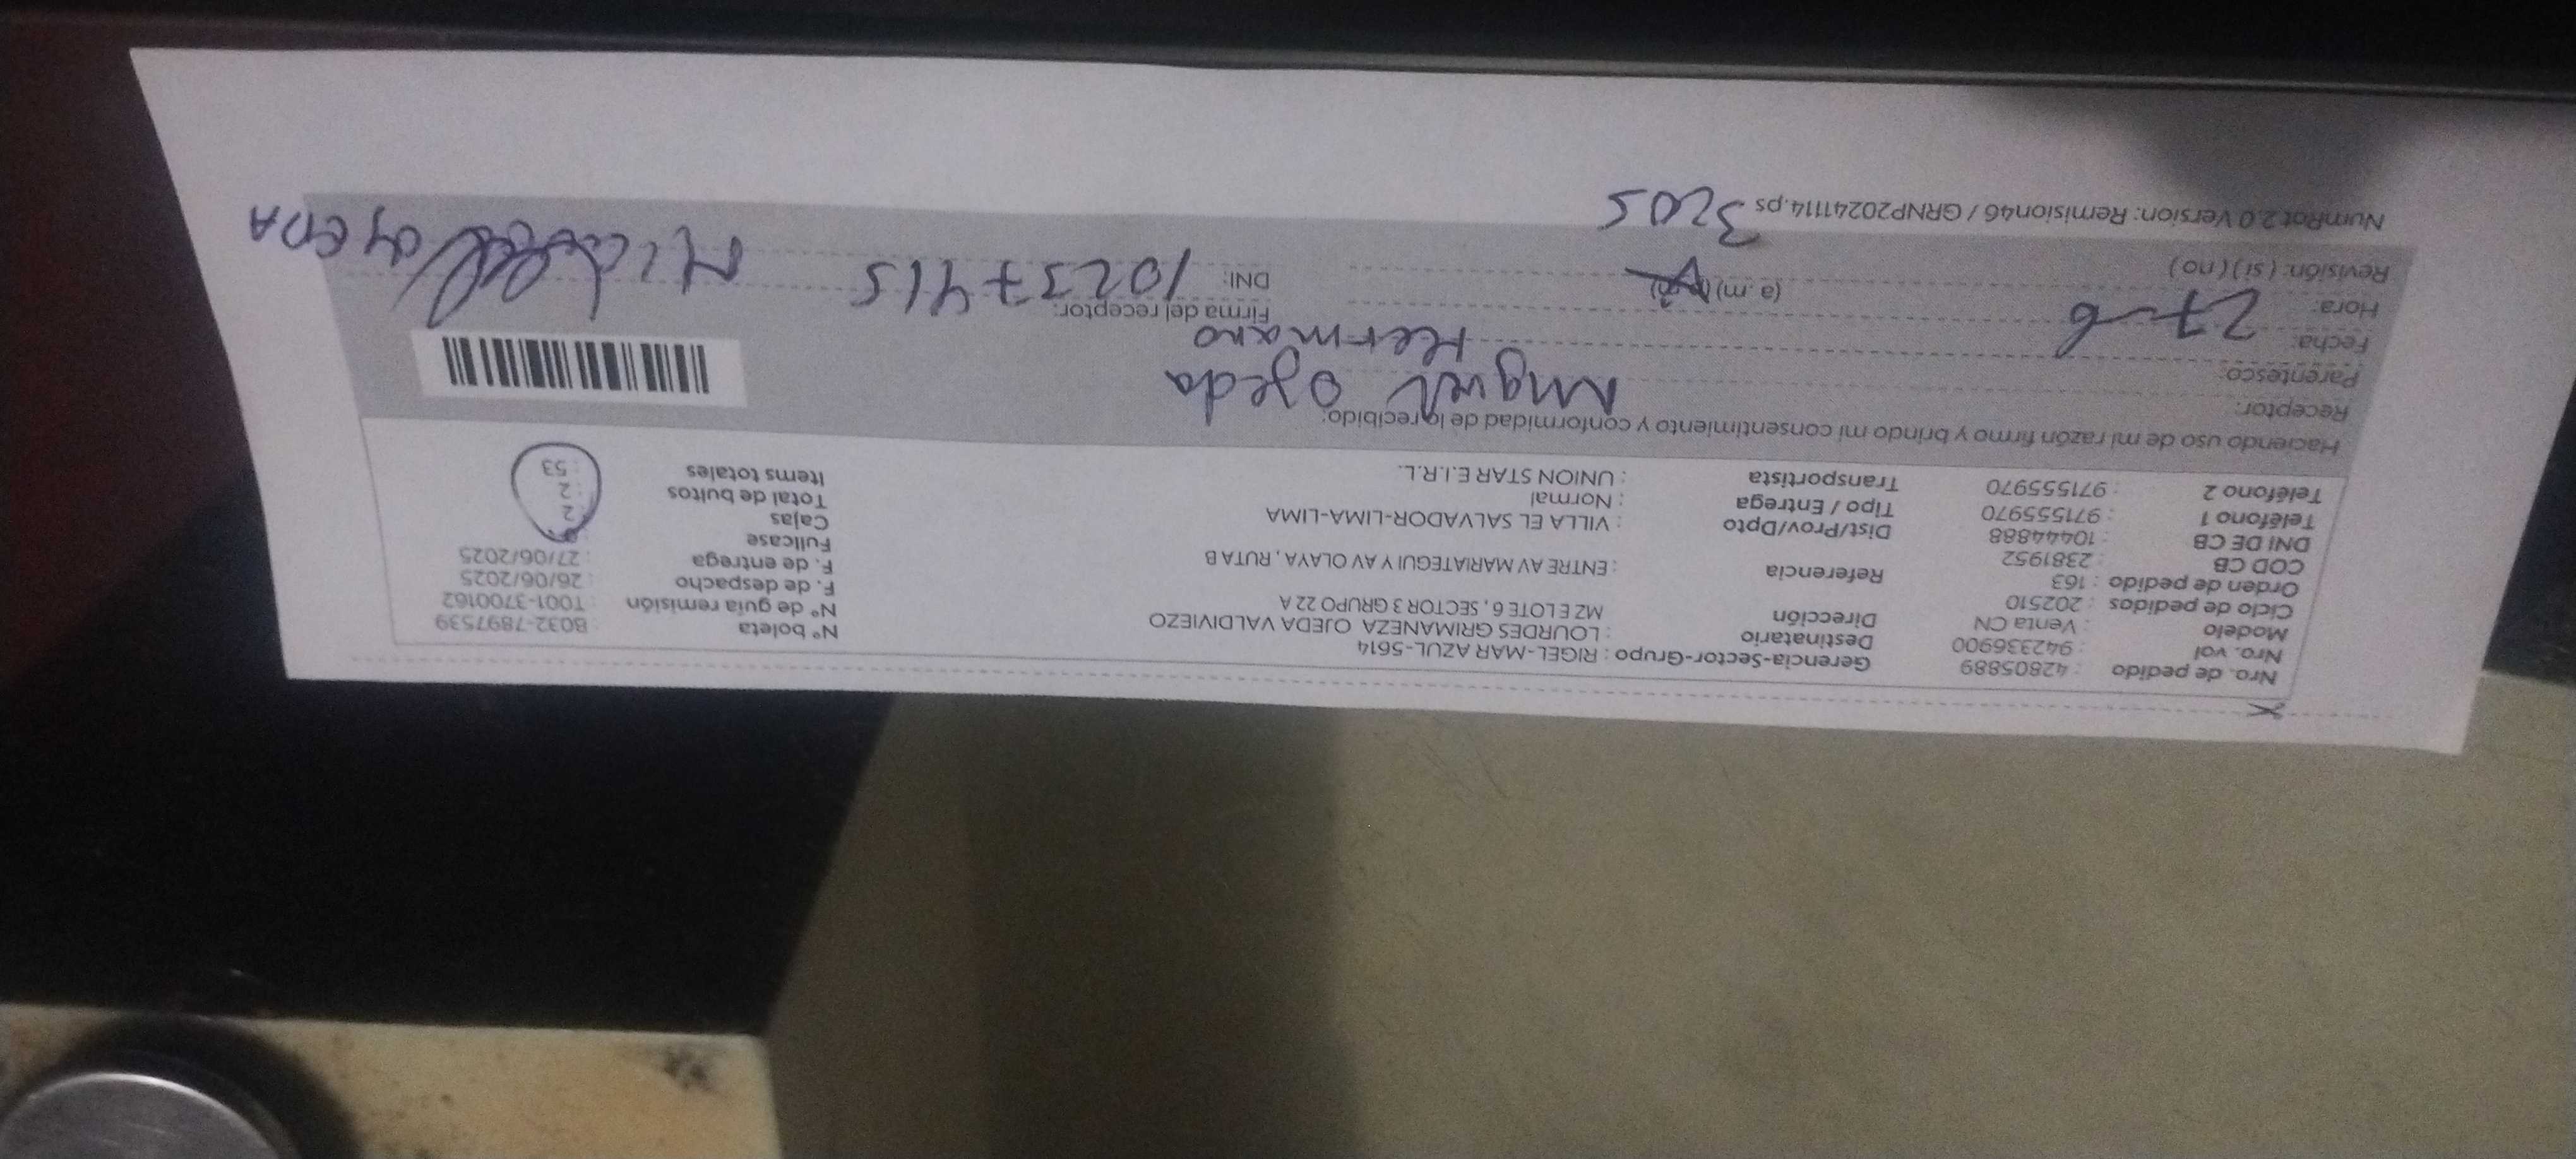 Nro. de pedido : 42805889 Gerencia-Sector-Grupo : RIGEL-MAR AZUL-5614 N° boleta : B032-7897539
Nro. vol : 942336900 Destinatario : LOURDES GRIMANEZA OJEDA VALDIVIEZO N° de guía remisión : T001-3700162
Modelo : Venta CN Dirección MZ E LOTE 6, SECTOR 3 GRUPO 22 A F. de despacho : 26/06/2025
Ciclo de pedidos : 202510 F. de entrega : 27/06/2025
Orden de pedido : 163 Referencia : ENTRE AV MARIATEGUI Y AV OLAYA, RUTA B Fullcase
COD CB : 2381952 Cajas : 2
DNI DE CB : 10444888 Dist/Prov/Dpto : VILLA EL SALVADOR-LIMA-LIMA Total de bultos : 2
Teléfono 1 : 971555970 Tipo / Entrega : Normal Items totales : 53
Teléfono 2 : 971555970 Transportista : UNION STAR E.I.R.L.
Haciendo uso de mi razón firmo y brindo mi consentimiento y conformidad de lo recibido:
Receptor: Miguel Ojeda
Parentesco: Hermano
Fecha: 27-6
Hora: (a.m) Firma del receptor:
Revisión: (si) (no) 3205 DNI: 10237415 OJEDA
NumRot 2.0 Version: Remision46 / GRNP20241114.ps